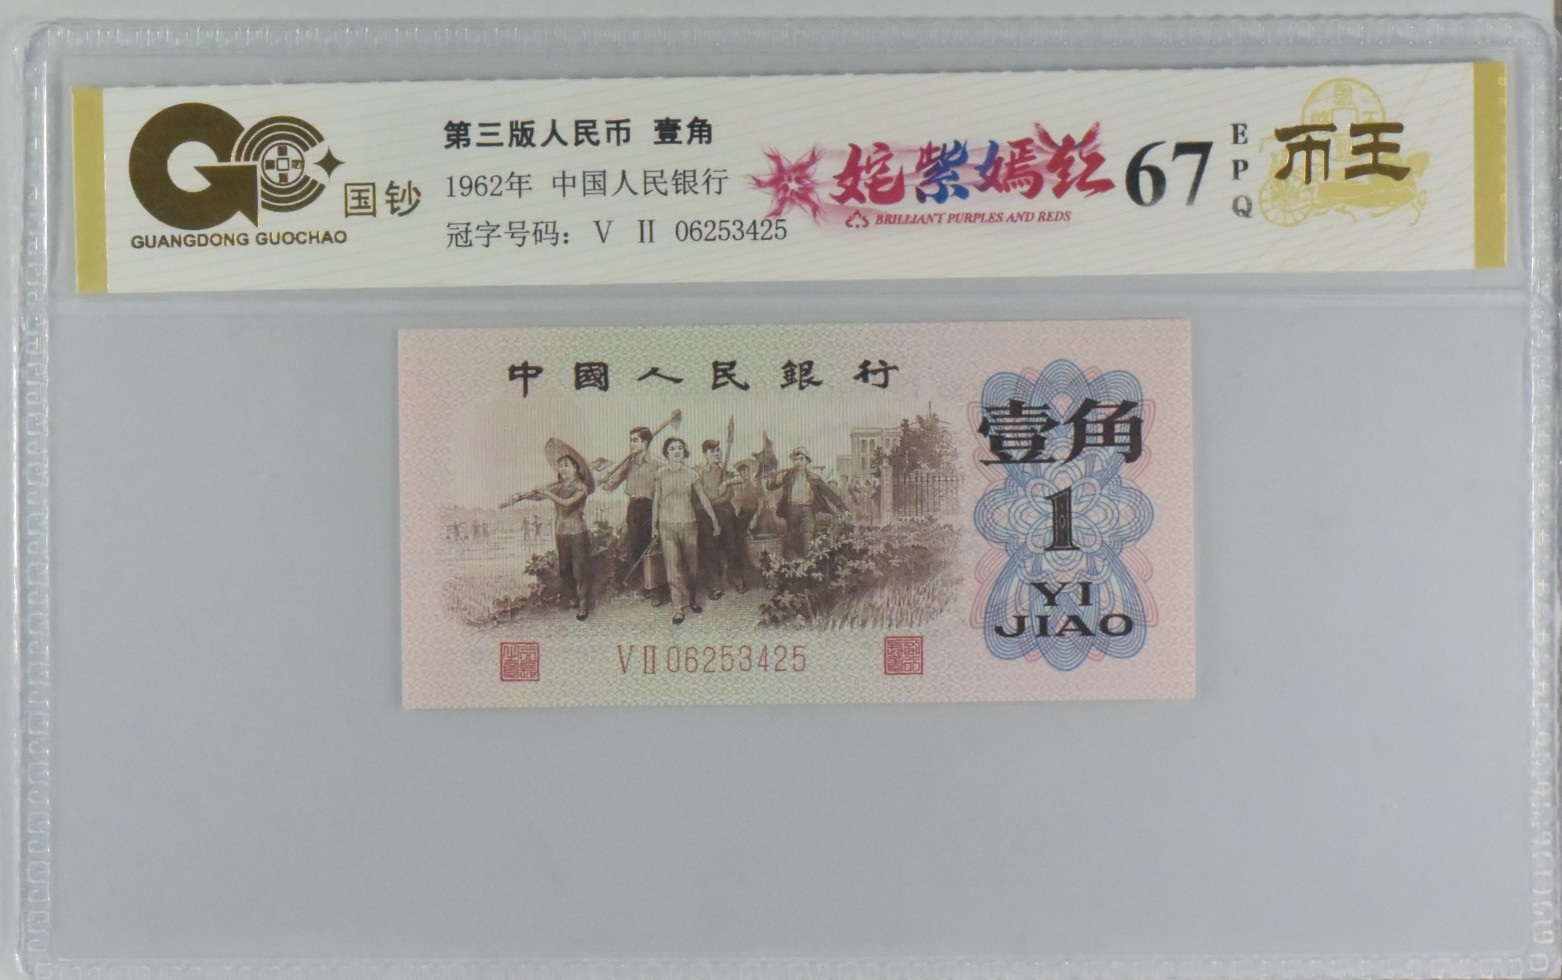 第三版人民币 壹角
1962年 中国人民银行
冠字号码： V Ⅱ 06253425
国钞
GUANGDONG GUOCHAO
姹紫嫣红
BRILLIANT PURPLES AND REDS
67
EPQ
币王
中國人民銀行
壹角
1
YI
JIAO
VⅡ06253425